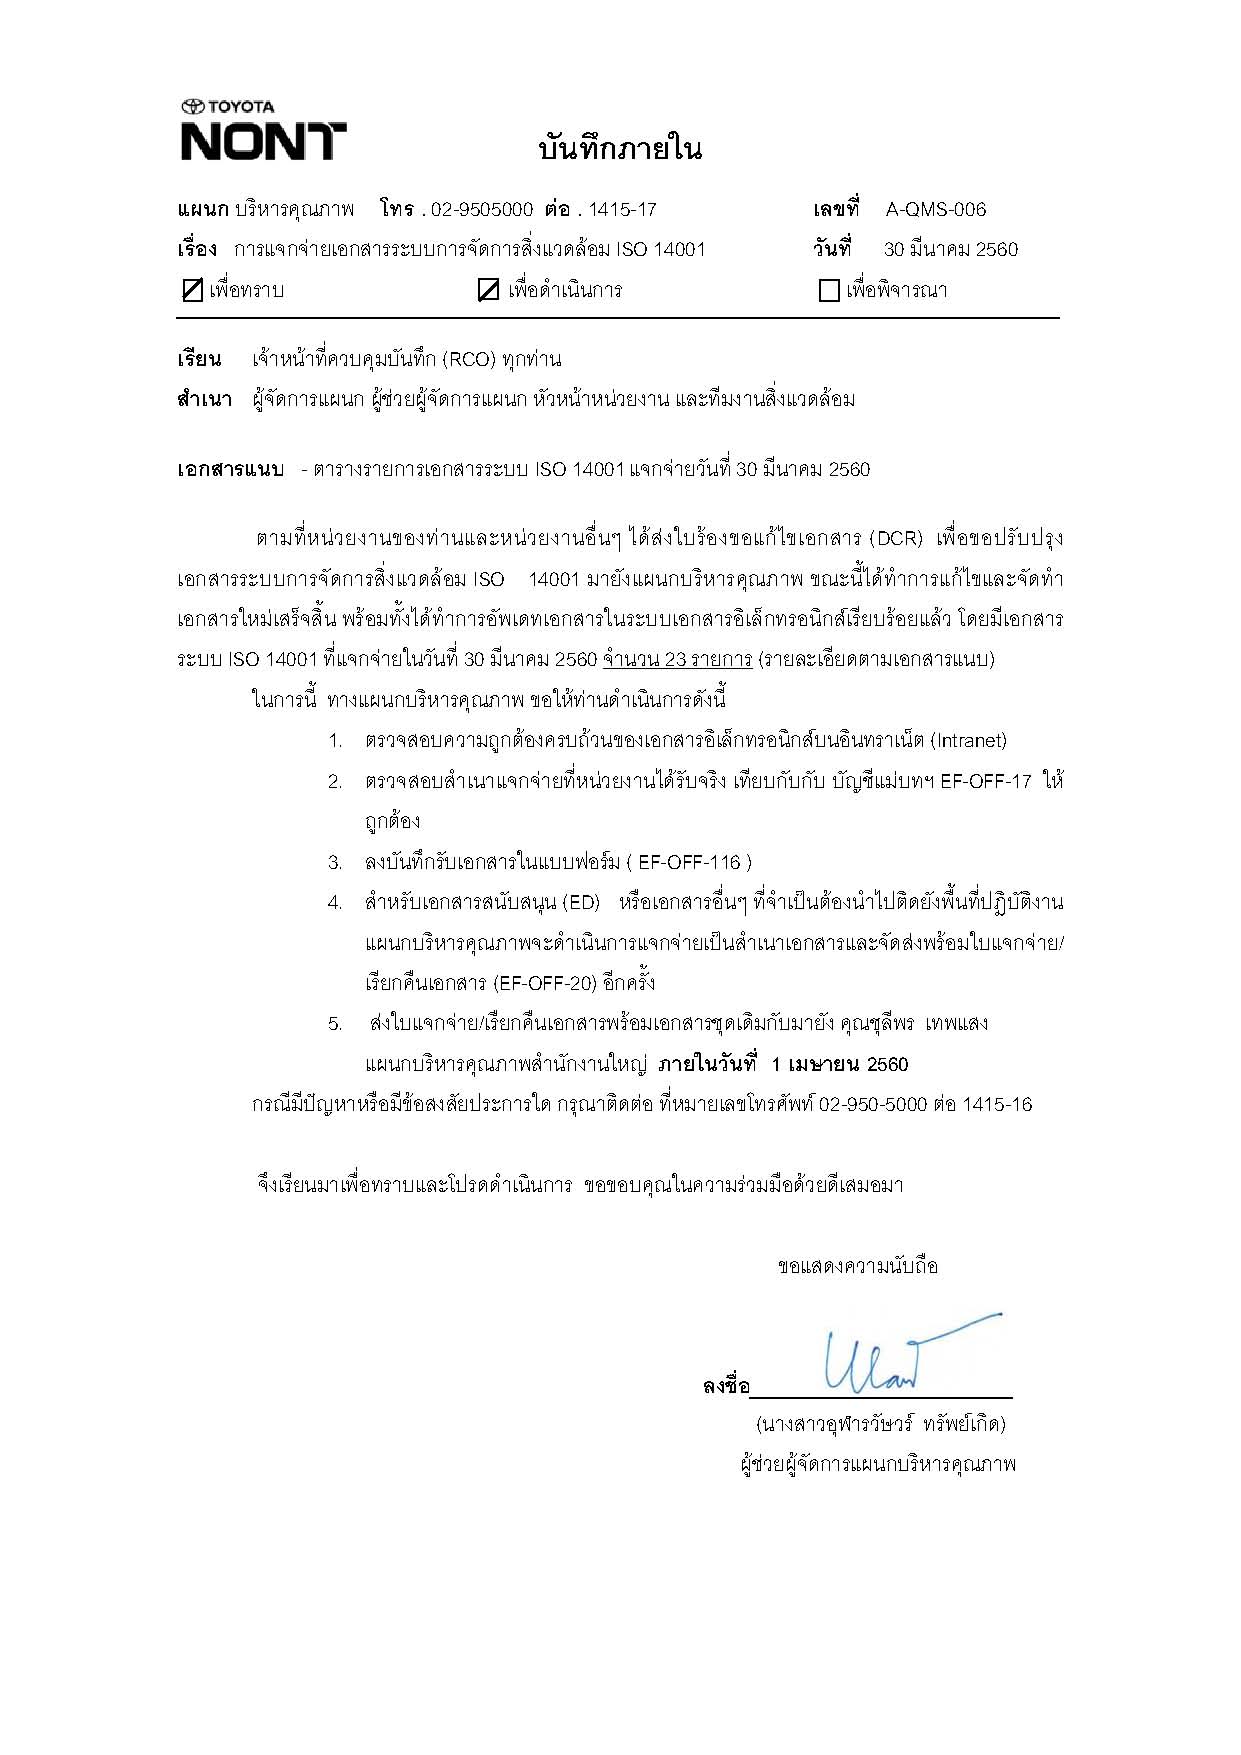 TOYOTA
NONT
บันทึกภายใน
แผนก บริหารคุณภาพ โทร . 02-9505000 ต่อ . 1415-17 เลขที่ A-QMS-006
เรื่อง การแจกจ่ายเอกสารระบบการจัดการสิ่งแวดล้อม ISO 14001 วันที่ 30 มีนาคม 2560
เพื่อทราบ เพื่อดำเนินการ เพื่อพิจารณา
เรียน เจ้าหน้าที่ควบคุมบันทึก (RCO) ทุกท่าน
สำเนา ผู้จัดการแผนก ผู้ช่วยผู้จัดการแผนก หัวหน้าหน่วยงาน และทีมงานสิ่งแวดล้อม
เอกสารแนบ - ตารางรายการเอกสารระบบ ISO 14001 แจกจ่ายวันที่ 30 มีนาคม 2560
ตามที่หน่วยงานของท่านและหน่วยงานอื่นๆ ได้ส่งใบร้องขอแก้ไขเอกสาร (DCR) เพื่อขอปรับปรุง
เอกสารระบบการจัดการสิ่งแวดล้อม ISO 14001 มายังแผนกบริหารคุณภาพ ขณะนี้ได้ทำการแก้ไขและจัดทำ
เอกสารใหม่เสร็จสิ้น พร้อมทั้งได้ทำการอัพเดทเอกสารในระบบเอกสารอิเล็กทรอนิกส์เรียบร้อยแล้ว โดยมีเอกสาร
ระบบ ISO 14001 ที่แจกจ่ายในวันที่ 30 มีนาคม 2560 จำนวน 23 รายการ (รายละเอียดตามเอกสารแนบ)
ในการนี้ ทางแผนกบริหารคุณภาพ ขอให้ท่านดำเนินการดังนี้
1. ตรวจสอบความถูกต้องครบถ้วนของเอกสารอิเล็กทรอนิกส์บนอินทราเน็ต (Intranet)
2. ตรวจสอบสำเนาแจกจ่ายที่หน่วยงานได้รับจริง เทียบกับกับ บัญชีแม่บทฯ EF-OFF-17 ให้
ถูกต้อง
3. ลงบันทึกรับเอกสารในแบบฟอร์ม ( EF-OFF-116 )
4. สำหรับเอกสารสนับสนุน (ED) หรือเอกสารอื่นๆ ที่จำเป็นต้องนำไปติดยังพื้นที่ปฏิบัติงาน
แผนกบริหารคุณภาพจะดำเนินการแจกจ่ายเป็นสำเนาเอกสารและจัดส่งพร้อมใบแจกจ่าย/
เรียกคืนเอกสาร (EF-OFF-20) อีกครั้ง
5. ส่งใบแจกจ่าย/เรียกคืนเอกสารพร้อมเอกสารชุดเดิมกับมายัง คุณชุลีพร เทพแสง
แผนกบริหารคุณภาพสำนักงานใหญ่ ภายในวันที่ 1 เมษายน 2560
กรณีมีปัญหาหรือมีข้อสงสัยประการใด กรุณาติดต่อ ที่หมายเลขโทรศัพท์ 02-950-5000 ต่อ 1415-16
จึงเรียนมาเพื่อทราบและโปรดดำเนินการ ขอขอบคุณในความร่วมมือด้วยดีเสมอมา
ขอแสดงความนับถือ
ลงชื่อ
(นางสาวอุฬารวัษวร์ ทรัพย์เกิด)
ผู้ช่วยผู้จัดการแผนกบริหารคุณภาพ